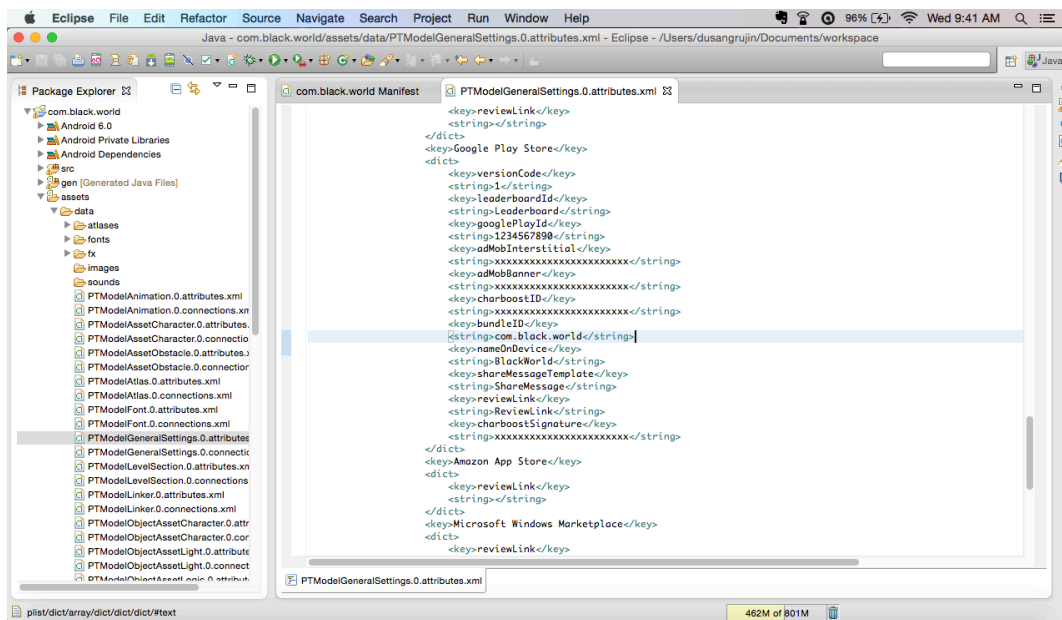 Eclipse File Edit Refactor Source Navigate Search Project Run Window Help 96% Wed 9:41 AM
Java - com.black.world/assets/data/PTModelGeneralSettings.0.attributes.xml - Eclipse - /Users/dusangrujin/Documents/workspace
Java
Package Explorer
com.black.world Manifest
PTModelGeneralSettings.0.attributes.xml
com.black.world
Android 6.0
Android Private Libraries
Android Dependencies
src
gen [Generated Java Files]
assets
data
atlases
fonts
fx
images
sounds
PTModelAnimation.0.attributes.xml
PTModelAnimation.0.connections.xm
PTModelAssetCharacter.0.attributes.
PTModelAssetCharacter.0.connectio
PTModelAssetObstacle.0.attributes.
PTModelAssetObstacle.0.connection
PTModelAtlas.0.attributes.xml
PTModelAtlas.0.connections.xml
PTModelFont.0.attributes.xml
PTModelFont.0.connections.xml
PTModelGeneralSettings.0.attributes
PTModelGeneralSettings.0.connectic
PTModelLevelSection.0.attributes.xn
PTModelLevelSection.0.connections
PTModelLinker.0.attributes.xml
PTModelLinker.0.connections.xml
PTModelObjectAssetCharacter.0.attr
PTModelObjectAssetCharacter.0.cor
PTModelObjectAssetLight.0.attribute
PTModelObjectAssetLight.0.connect
PTModelObjectAssetLogic.0.attribut
<key>reviewLink</key>
<string></string>
</dict>
<key>Google Play Store</key>
<dict>
<key>versionCode</key>
<string>1</string>
<key>leaderboardId</key>
<string>Leaderboard</string>
<key>googlePlayId</key>
<string>1234567890</string>
<key>adMobInterstitial</key>
<string>xxxxxxxxxxxxxxxxxxxxxxx</string>
<key>adMobBanner</key>
<string>xxxxxxxxxxxxxxxxxxxxxxx</string>
<key>charboostID</key>
<string>xxxxxxxxxxxxxxxxxxxxxxx</string>
<key>bundleID</key>
<string>com.black.world</string>
<key>nameOnDevice</key>
<string>BlackWorld</string>
<key>shareMessageTemplate</key>
<string>ShareMessage</string>
<key>reviewLink</key>
<string>ReviewLink</string>
<key>charboostSignature</key>
<string>xxxxxxxxxxxxxxxxxxxxxxx</string>
</dict>
<key>Amazon App Store</key>
<dict>
<key>reviewLink</key>
<string></string>
</dict>
<key>Microsoft Windows Marketplace</key>
<dict>
<key>reviewLink</key>
PTModelGeneralSettings.0.attributes.xml
plist/dict/array/dict/dict/dict/#text
462M of 801M